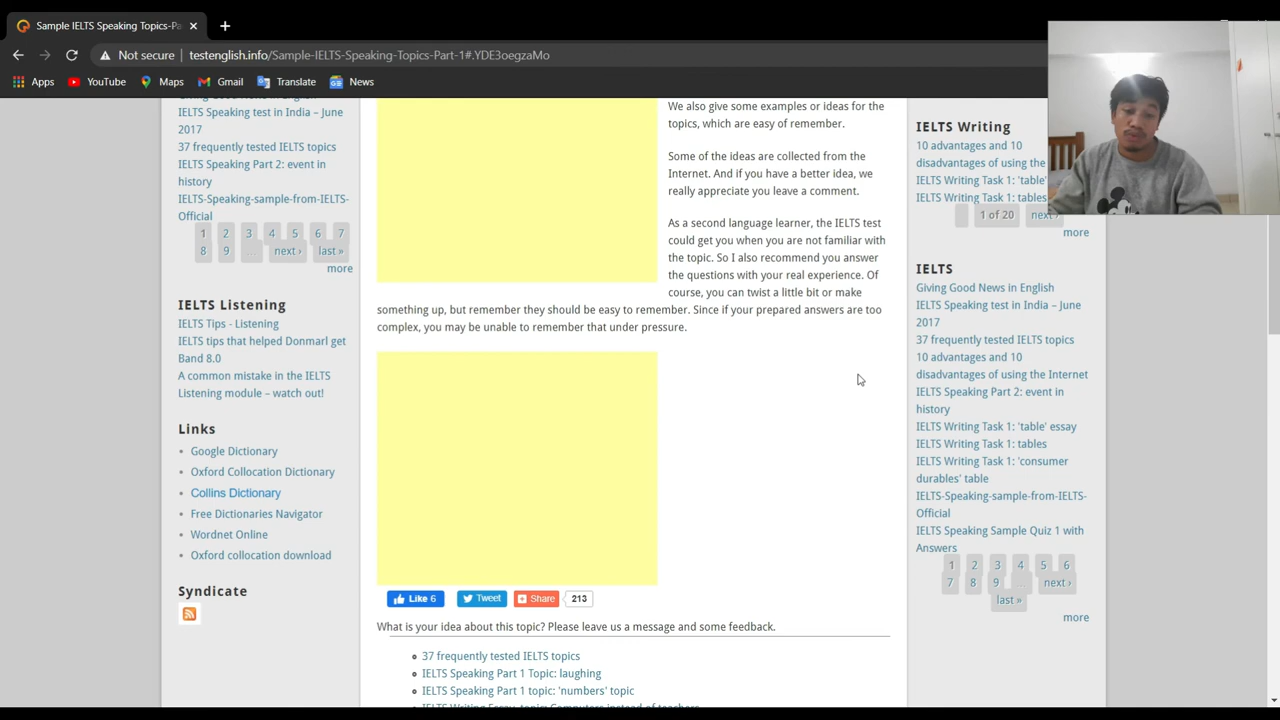 Sample IELTS Speaking Topics-Pa
Not secure
testenglish.info/Sample-IELTS-Speaking-Topics-Part-1#.YDE3oegzaMo
Apps
YouTube
Maps
Gmail
Translate
News
IELTS Speaking test in India – June
2017
37 frequently tested IELTS topics
IELTS Speaking Part 2: event in
history
IELTS-Speaking-sample-from-IELTS-
Official
1 2 3 4 5 6 7
8 9 … next › last »
more
IELTS Listening
IELTS Tips - Listening
IELTS tips that helped Donmarl get
Band 8.0
A common mistake in the IELTS
Listening module – watch out!
Links
Google Dictionary
Oxford Collocation Dictionary
Collins Dictionary
Free Dictionaries Navigator
Wordnet Online
Oxford collocation download
Syndicate
We also give some examples or ideas for the
topics, which are easy of remember.
Some of the ideas are collected from the
Internet. And if you have a better idea, we
really appreciate you leave a comment.
As a second language learner, the IELTS test
could get you when you are not familiar with
the topic. So I also recommend you answer
the questions with your real experience. Of
course, you can twist a little bit or make
something up, but remember they should be easy to remember. Since if your prepared answers are too
complex, you may be unable to remember that under pressure.
Like 6
Tweet
Share
213
What is your idea about this topic? Please leave us a message and some feedback.
37 frequently tested IELTS topics
IELTS Speaking Part 1 Topic: laughing
IELTS Speaking Part 1 topic: 'numbers' topic
IELTS Writing Essay, topic: Computers instead of teachers
IELTS Writing
10 advantages and 10
disadvantages of using the
IELTS Writing Task 1: 'table'
IELTS Writing Task 1: tables
1 of 20 next ›
more
IELTS
Giving Good News in English
IELTS Speaking test in India – June
2017
37 frequently tested IELTS topics
10 advantages and 10
disadvantages of using the Internet
IELTS Speaking Part 2: event in
history
IELTS Writing Task 1: 'table' essay
IELTS Writing Task 1: tables
IELTS Writing Task 1: 'consumer
durables' table
IELTS-Speaking-sample-from-IELTS-
Official
IELTS Speaking Sample Quiz 1 with
Answers
1 2 3 4 5 6
7 8 9 … next ›
last »
more